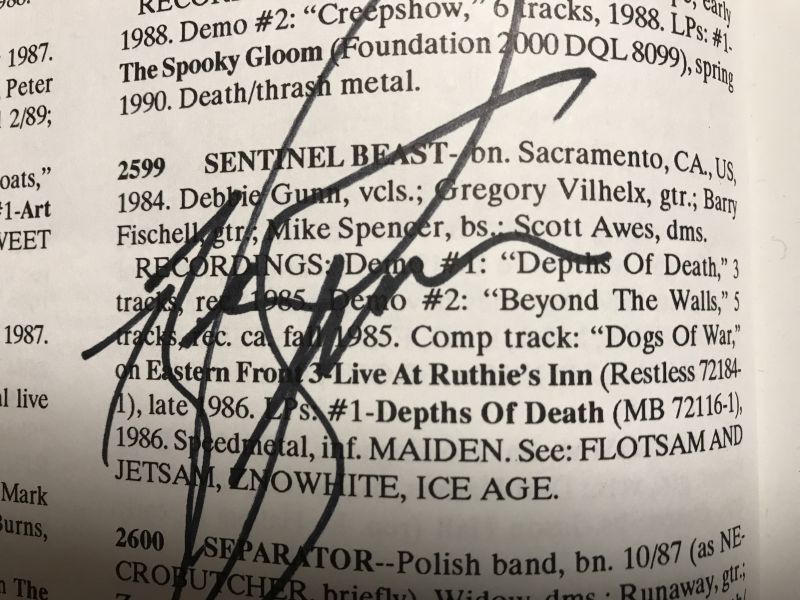 1987.
Peter
2/89;
oats,"
#1-Art
VEET
1987.
al live
Mark
Burns,
n The
1988. Demo #2: "Creepshow," 6 tracks, 1988. LPs: #1-
The Spooky Gloom (Foundation 2000 DQL 8099), spring
1990. Death/thrash metal.
2599 SENTINEL BEAST- bn. Sacramento, CA., US,
1984. Debbie Gunn, vcls.; Gregory Vilhelx, gtr.; Barry
Fischell, gtr.; Mike Spencer, bs.; Scott Awes, dms.
RECORDINGS: Demo #1: "Depths Of Death," 3
tracks, rec. 1985. Demo #2: "Beyond The Walls," 5
tracks, rec. ca. fall 1985. Comp track: "Dogs Of War,"
on Eastern Front 3-Live At Ruthie's Inn (Restless 72184-
1), late 1986. LPs: #1-Depths Of Death (MB 72116-1),
1986. Speedmetal, inf. MAIDEN. See: FLOTSAM AND
JETSAM, ZNOWHITE, ICE AGE.
2600 SEPARATOR--Polish band, bn. 10/87 (as NE-
CROBUTCHER, briefly). Widow, dms.; Runaway, gtr.;